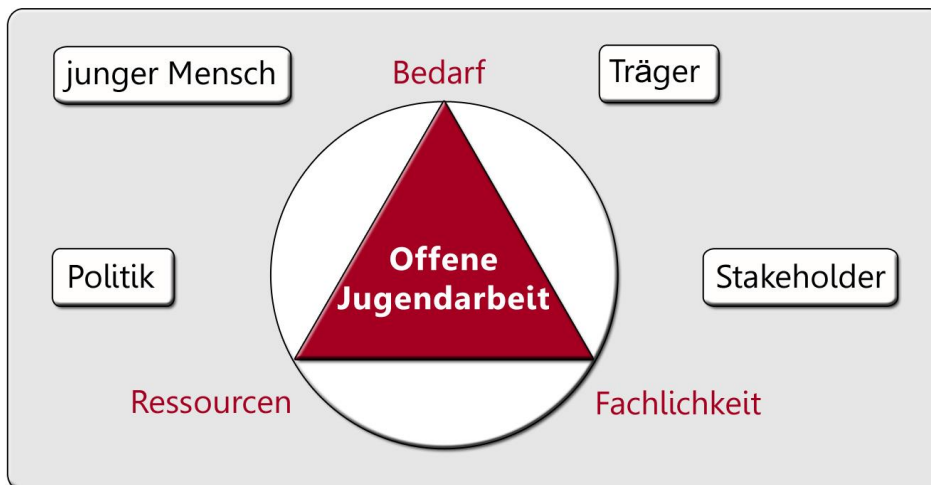 junger Mensch
Bedarf
Träger
Politik
Offene
Jugendarbeit
Stakeholder
Ressourcen
Fachlichkeit